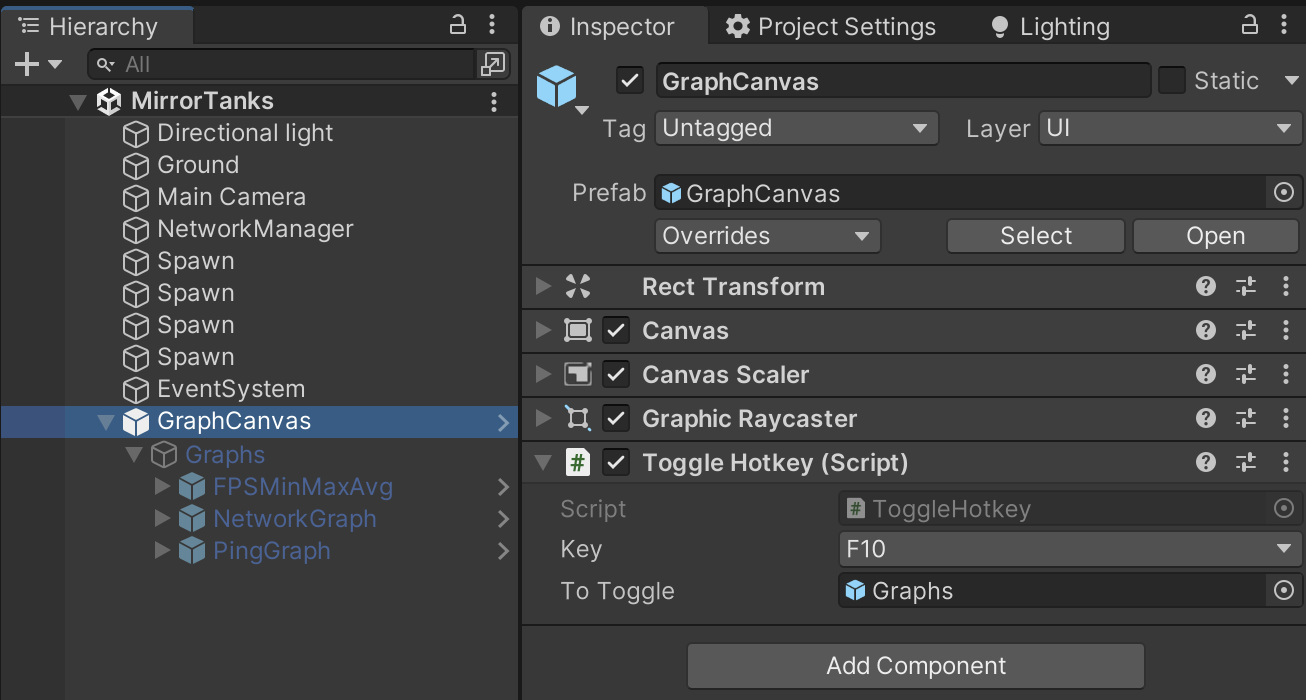 Hierarchy
All
MirrorTanks
Directional light
Ground
Main Camera
NetworkManager
Spawn
Spawn
Spawn
Spawn
EventSystem
GraphCanvas
Graphs
FPSMinMaxAvg
NetworkGraph
PingGraph
Inspector Project Settings Lighting
GraphCanvas Static
Tag Untagged Layer UI
Prefab GraphCanvas
Overrides Select Open
Rect Transform
Canvas
Canvas Scaler
Graphic Raycaster
# Toggle Hotkey (Script)
Script # ToggleHotkey
Key F10
To Toggle Graphs
Add Component